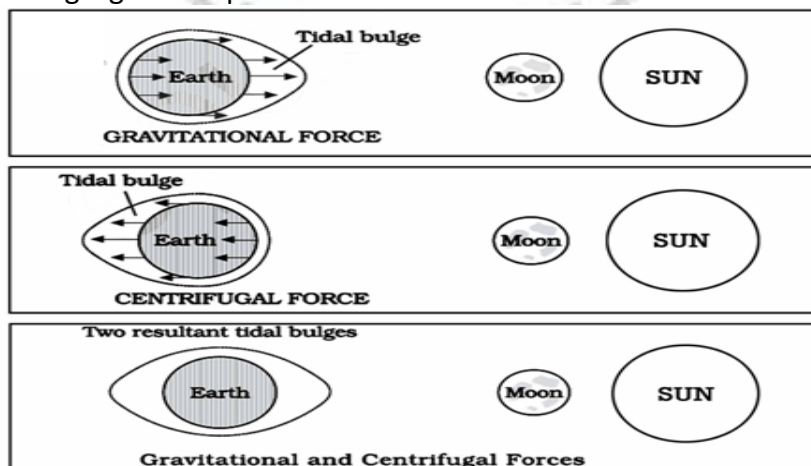 Tidal bulge
Earth
Moon
SUN
GRAVITATIONAL FORCE
Tidal bulge
Earth
Moon
SUN
CENTRIFUGAL FORCE
Two resultant tidal bulges
Earth
Moon
SUN
Gravitational and Centrifugal Forces